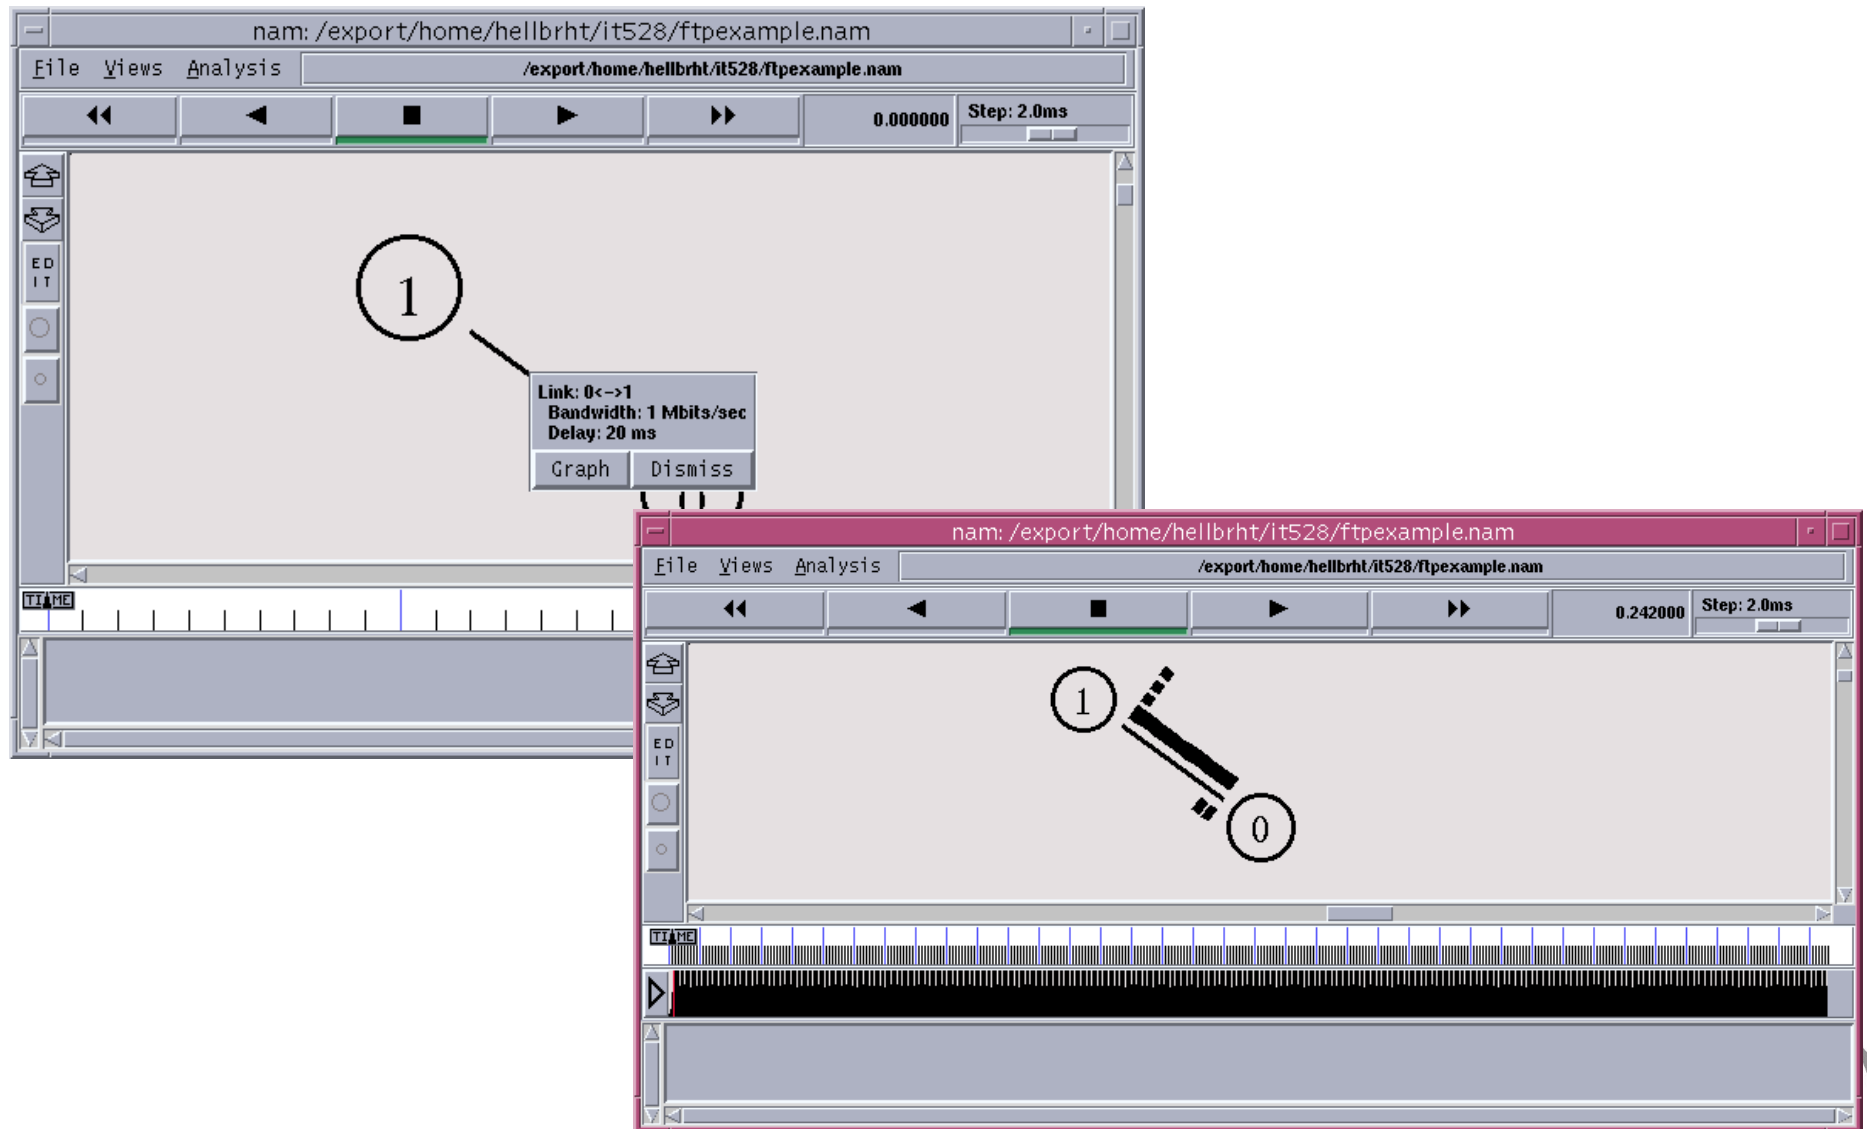 nam: /export/home/hellbrht/it528/ftpexample.nam
File Views Analysis /export/home/hellbrht/it528/ftpexample.nam
0.000000 Step: 2.0ms
ED
IT
1
Link: 0<->1
Bandwidth: 1 Mbits/sec
Delay: 20 ms
Graph Dismiss
TIME
nam: /export/home/hellbrht/it528/ftpexample.nam
File Views Analysis /export/home/hellbrht/it528/ftpexample.nam
0.242000 Step: 2.0ms
ED
IT
1
0
TIME